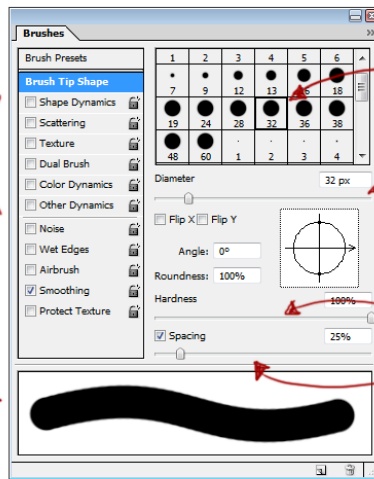 Brushes
Brush Presets
Brush Tip Shape
Shape Dynamics
Scattering
Texture
Dual Brush
Color Dynamics
Other Dynamics
Noise
Wet Edges
Airbrush
Smoothing
Protect Texture
1 2 3 4 5 6
7 9 12 13 18
19 24 28 32 36 38
48 60 1 2 3 4
Diameter 32 px
Flip X Flip Y
Angle: 0º
Roundness: 100%
Hardness 100%
Spacing 25%